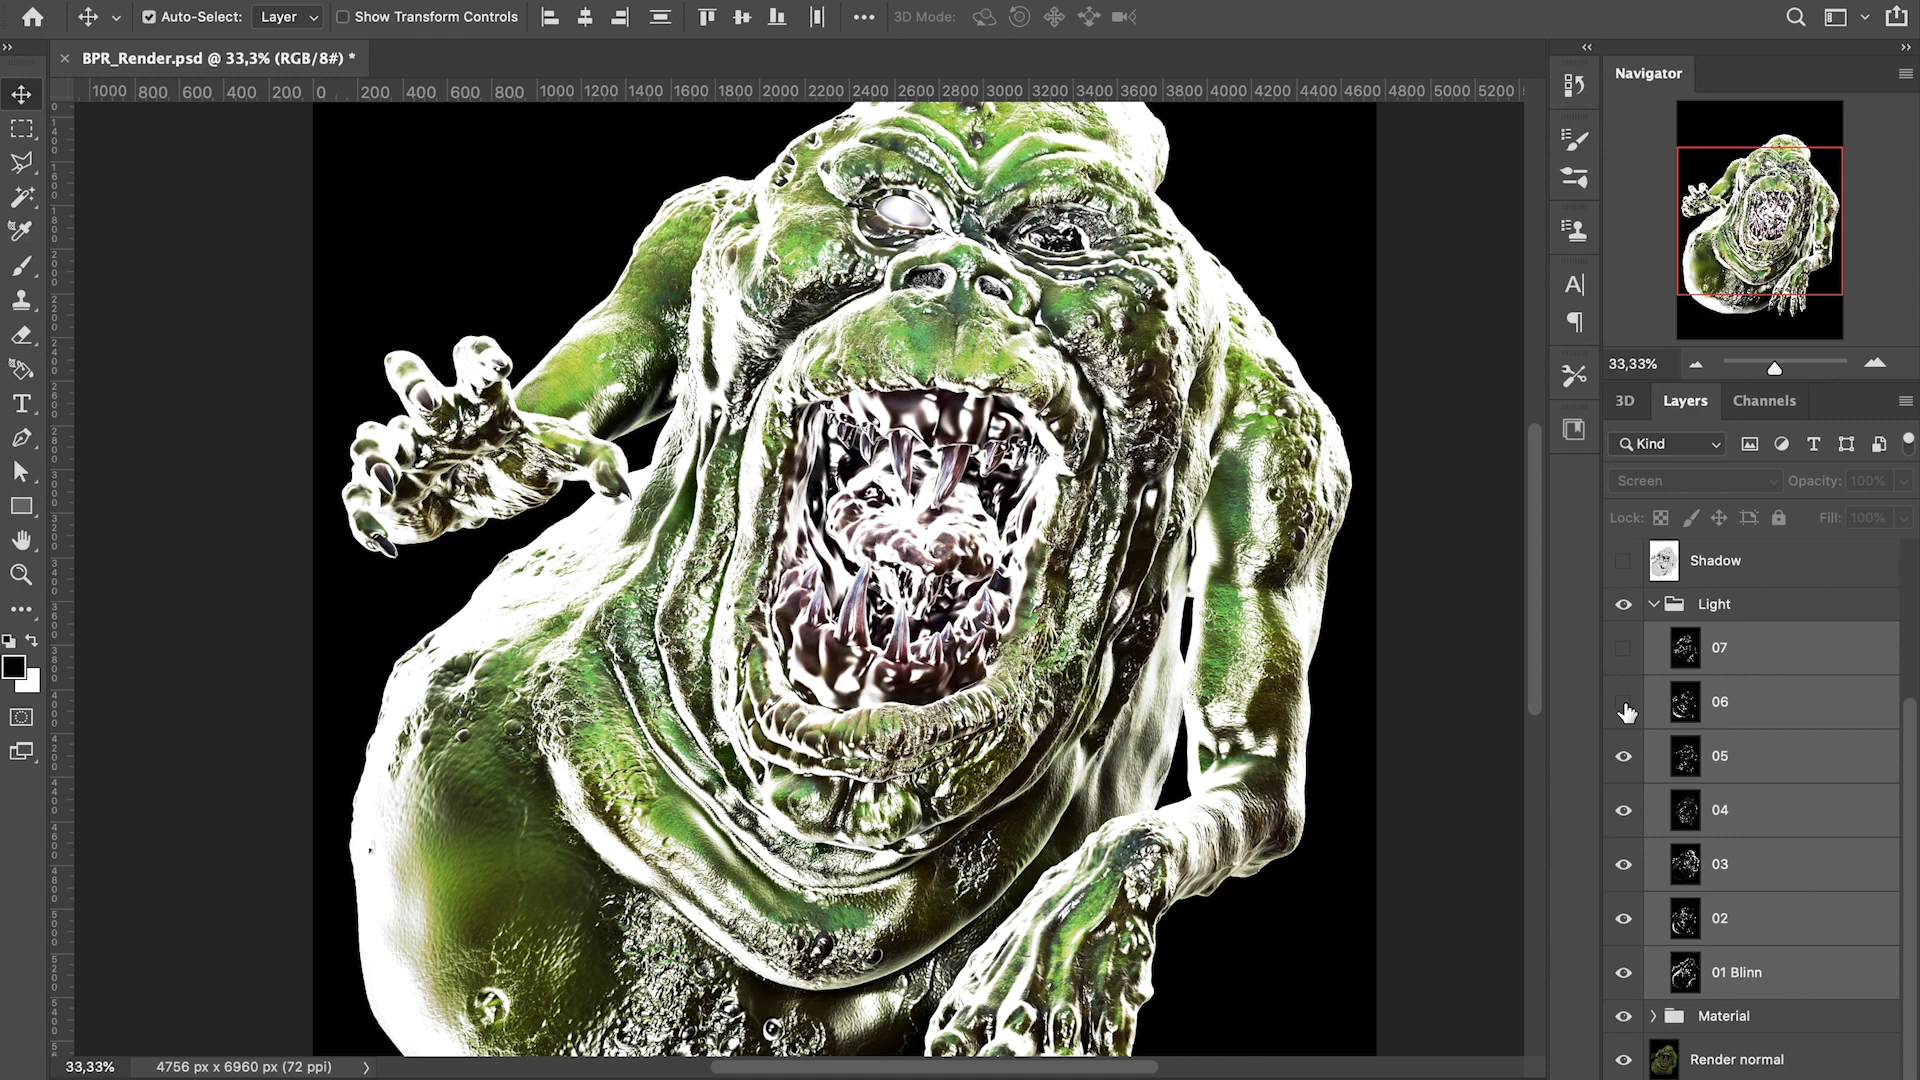 Auto-Select:
Layer
Show Transform Controls
3D Mode:
BPR_Render.psd @ 33,3% (RGB/8#) *
1000 800 600 400 200 0 200 400 600 800 1000 1200 1400 1600 1800 2000 2200 2400 2600 2800 3000 3200 3400 3600 3800 4000 4200 4400 4600 4800 5000 5200
Navigator
33,33%
3D
Layers
Channels
Kind
Screen
Opacity: 100%
Lock:
Fill: 100%
Shadow
Light
07
06
05
04
03
02
01 Blinn
Material
Render normal
33,33%
4756 px x 6960 px (72 ppi)